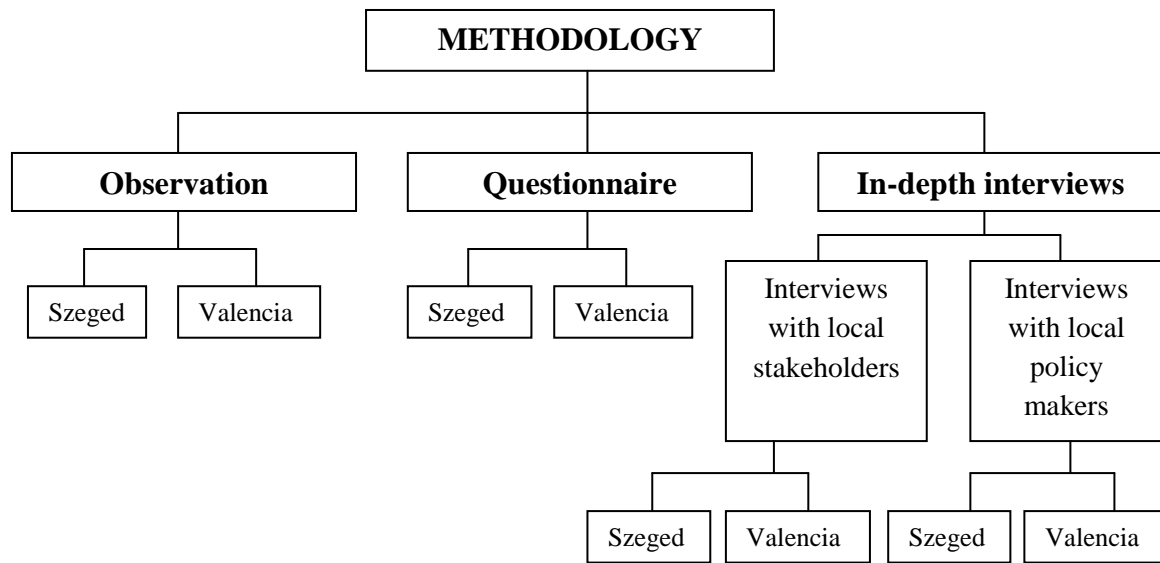 METHODOLOGY
Observation
Questionnaire
In-depth interviews
Szeged
Valencia
Szeged
Valencia
Interviews
with local
stakeholders
Interviews
with local
policy
makers
Szeged
Valencia
Szeged
Valencia